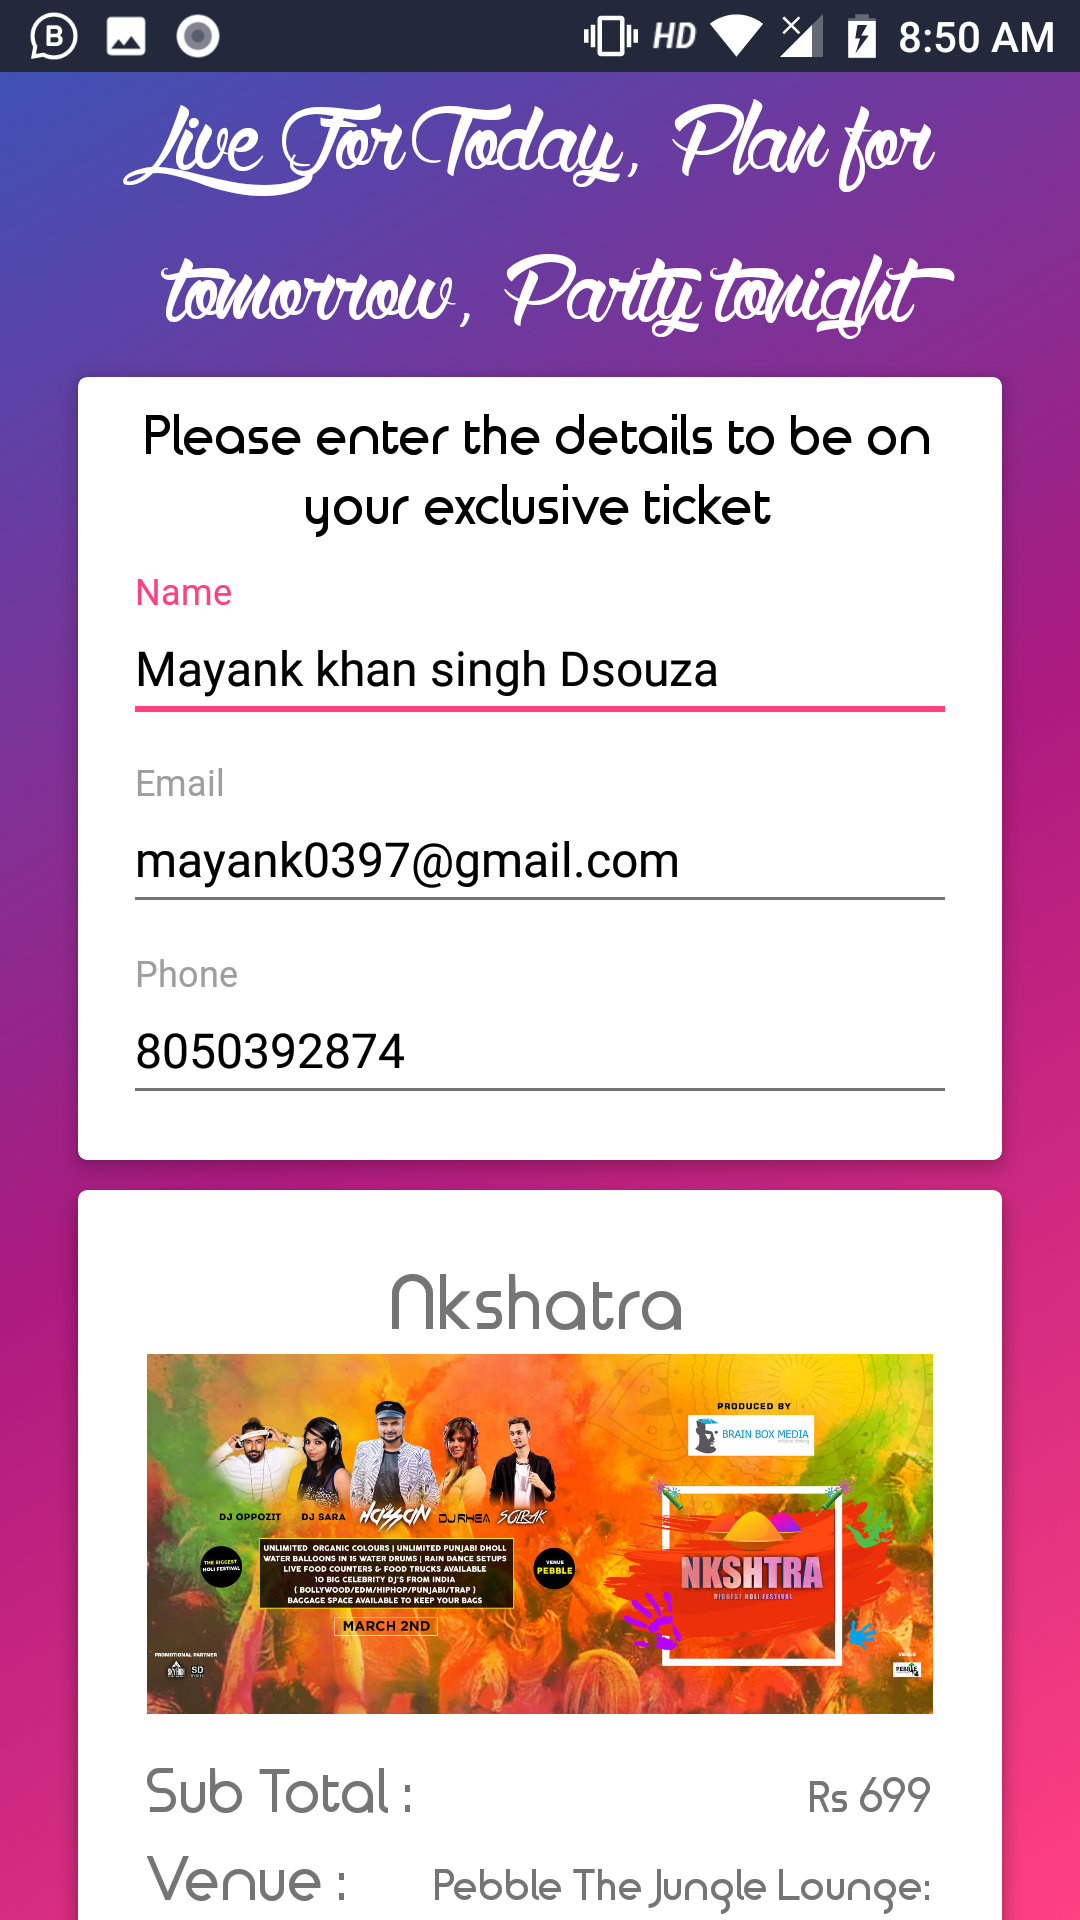 B HD 8:50 AM
Live For Today, Plan for
tomorrow, Party tonight
Please enter the details to be on
your exclusive ticket
Name
Mayank khan singh Dsouza
Email
mayank0397@gmail.com
Phone
8050392874
Nkshatra
PRODUCED BY
BRAIN BOX MEDIA
DJ OPPOZIT DJ SARA dj HASSAN DJ RHEA SOTRAK
THE BIGGEST
HOLI FESTIVAL
UNLIMITED ORGANIC COLOURS | UNLIMITED PUNJABI DHOLL
WATER BALLOONS IN 15 WATER DRUMS | RAIN DANCE SETUPS
LIVE FOOD COUNTERS & FOOD TRUCKS AVAILABLE
10 BIG CELEBRITY DJ'S FROM INDIA
( BOLLYWOOD/EDM/HIPHOP/PUNJABI/TRAP )
BAGGAGE SPACE AVAILABLE TO KEEP YOUR BAGS
MARCH 2ND
VENUE
PEBBLE
NKSHTRA
BIGGEST HOLI FESTIVAL
PROMOTIONAL PARTNER
SD
VENUE
PEBBLE
Sub Total : Rs 699
Venue : Pebble The Jungle Lounge: